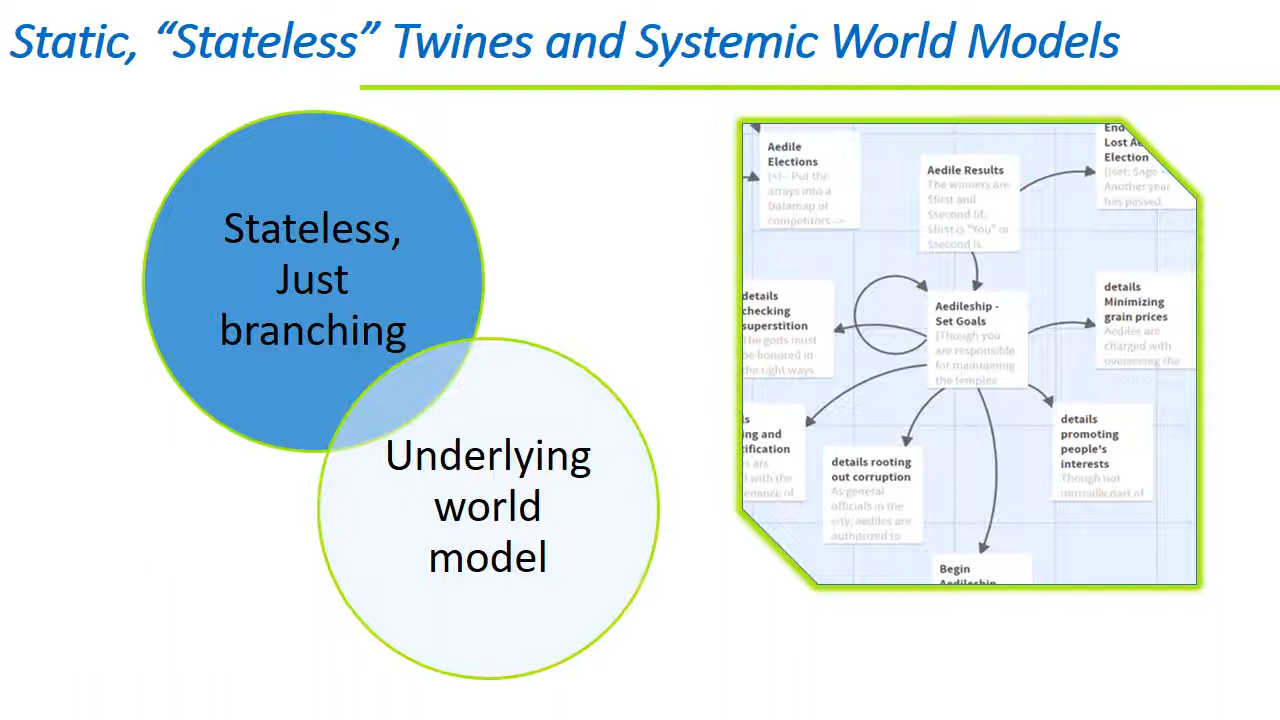 Static, “Stateless” Twines and Systemic World Models
Stateless,
Just
branching
Underlying
world
model
Aedile
Elections
(<!-- Put the
arrays into a
Datamap of
competitors-->
Aedile Results
The winners are
$first and
$second (if,
$first is "You" or
$second is
End
Lost
Election
((set: $age
Another year
has passed.
details
checking
superstition
The gods must
be honored in
the right ways
Aedileship -
Set Goals
(Though you
are responsible
for maintaining
the temples
details
Minimizing
grain prices
Aediles are
charged with
overseeing the
ing and
tification
with the
details rooting
out corruption
As general
officials in the
city, aediles are
authorized to
details
promoting
people's
interests
Though not
normally part of
Begin
Aedileship